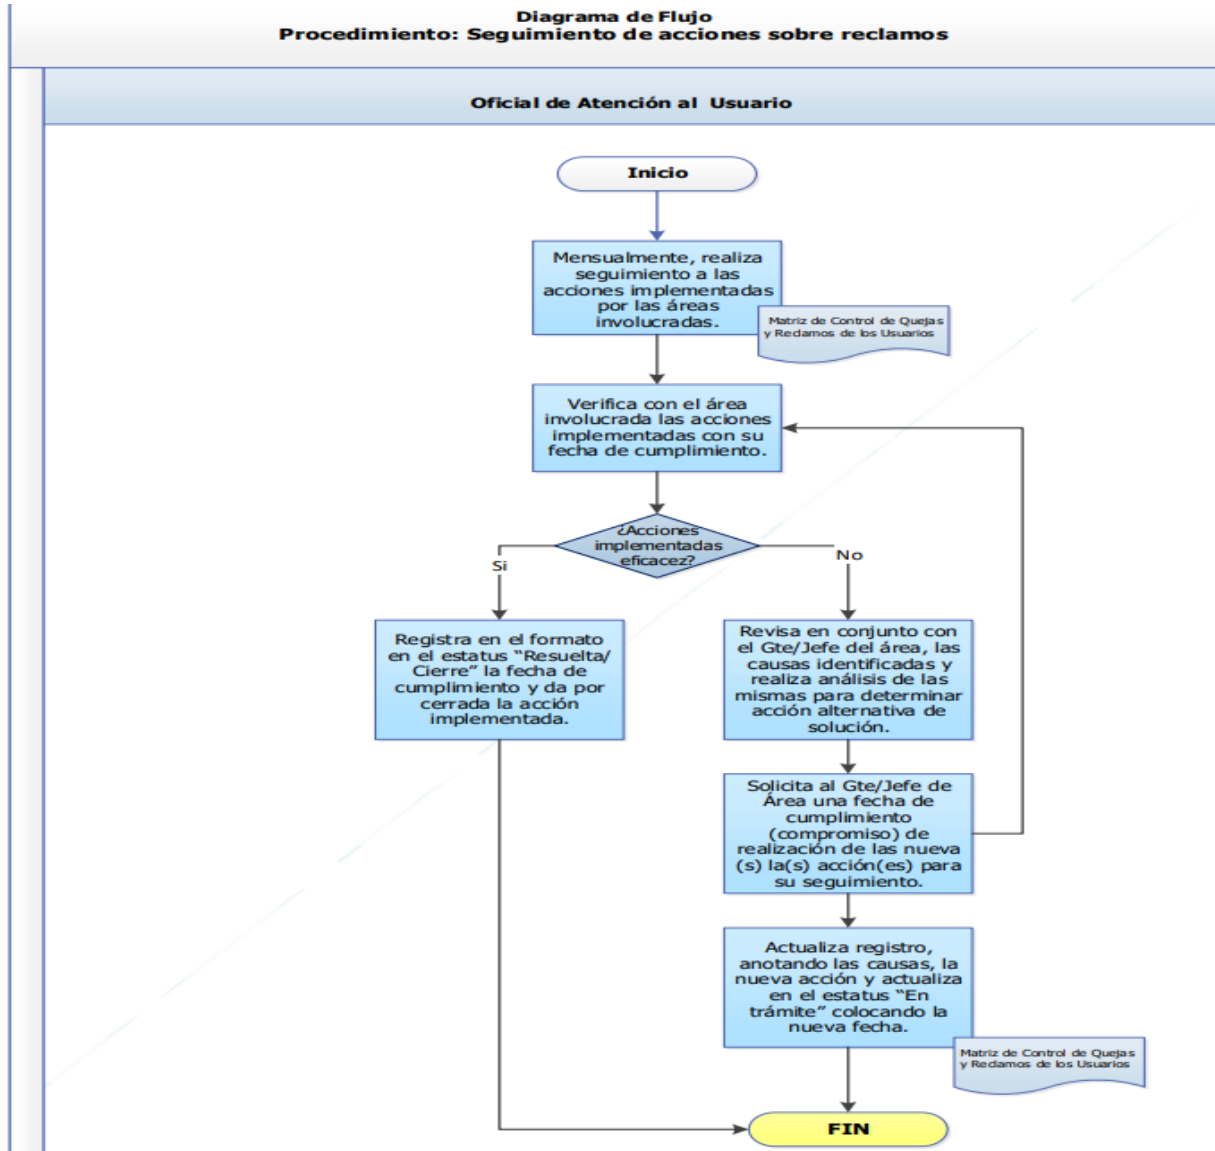 Diagrama de Flujo
Procedimiento: Seguimiento de acciones sobre reclamos
Oficial de Atención al Usuario
Inicio
Mensualmente, realiza
seguimiento a las
acciones implementadas
por las áreas
involucradas.
Matriz de Control de Quejas
y Reclamos de los Usuarios
Verifica con el área
involucrada las acciones
implementadas con su
fecha de cumplimiento.
¿Acciones
implementadas
eficacez?
Si
No
Registra en el formato
en el estatus “Resuelta/
Cierre” la fecha de
cumplimiento y da por
cerrada la acción
implementada.
Revisa en conjunto con
el Gte/Jefe del área, las
causas identificadas y
realiza análisis de las
mismas para determinar
acción alternativa de
solución.
Solicita al Gte/Jefe de
Área una fecha de
cumplimiento
(compromiso) de
realización de las nueva
(s) la(s) acción(es) para
su seguimiento.
Actualiza registro,
anotando las causas, la
nueva acción y actualiza
en el estatus “En
trámite” colocando la
nueva fecha.
Matriz de Control de Quejas
y Reclamos de los Usuarios
FIN